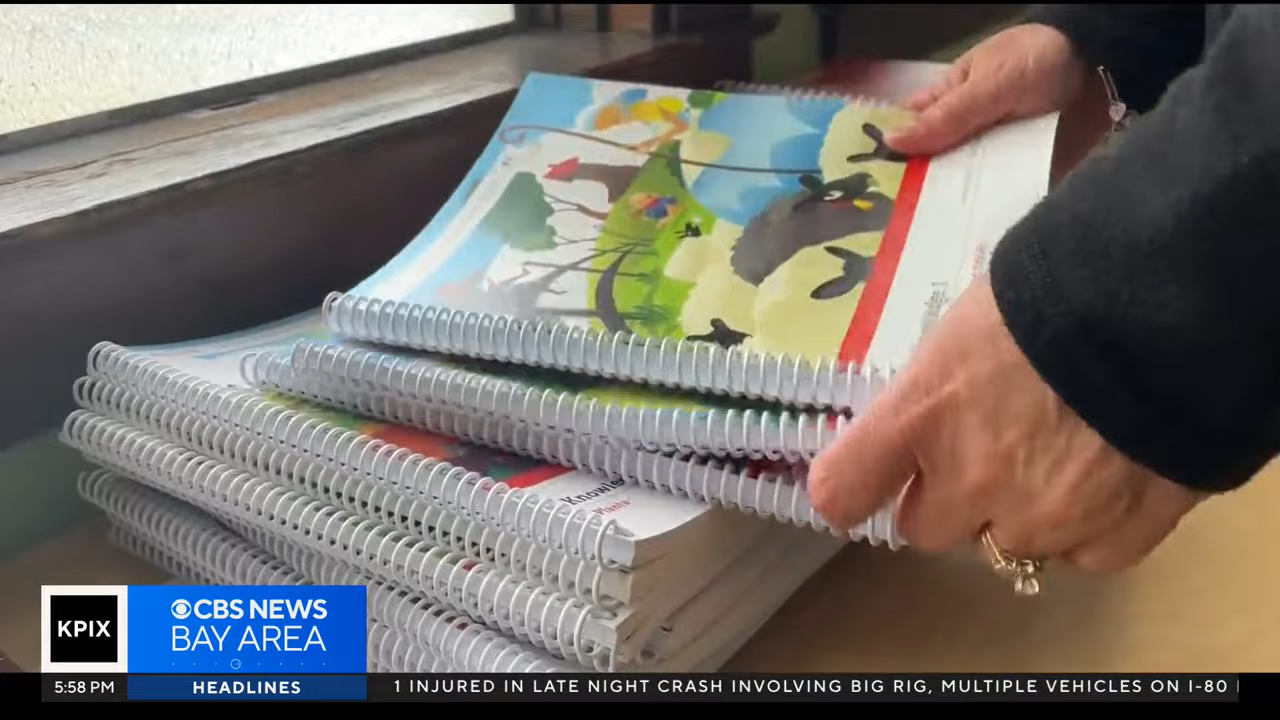 Knowle
Plants
KPIX
CBS NEWS
BAY AREA
5:58 PM
HEADLINES
1 INJURED IN LATE NIGHT CRASH INVOLVING BIG RIG, MULTIPLE VEHICLES ON I-80